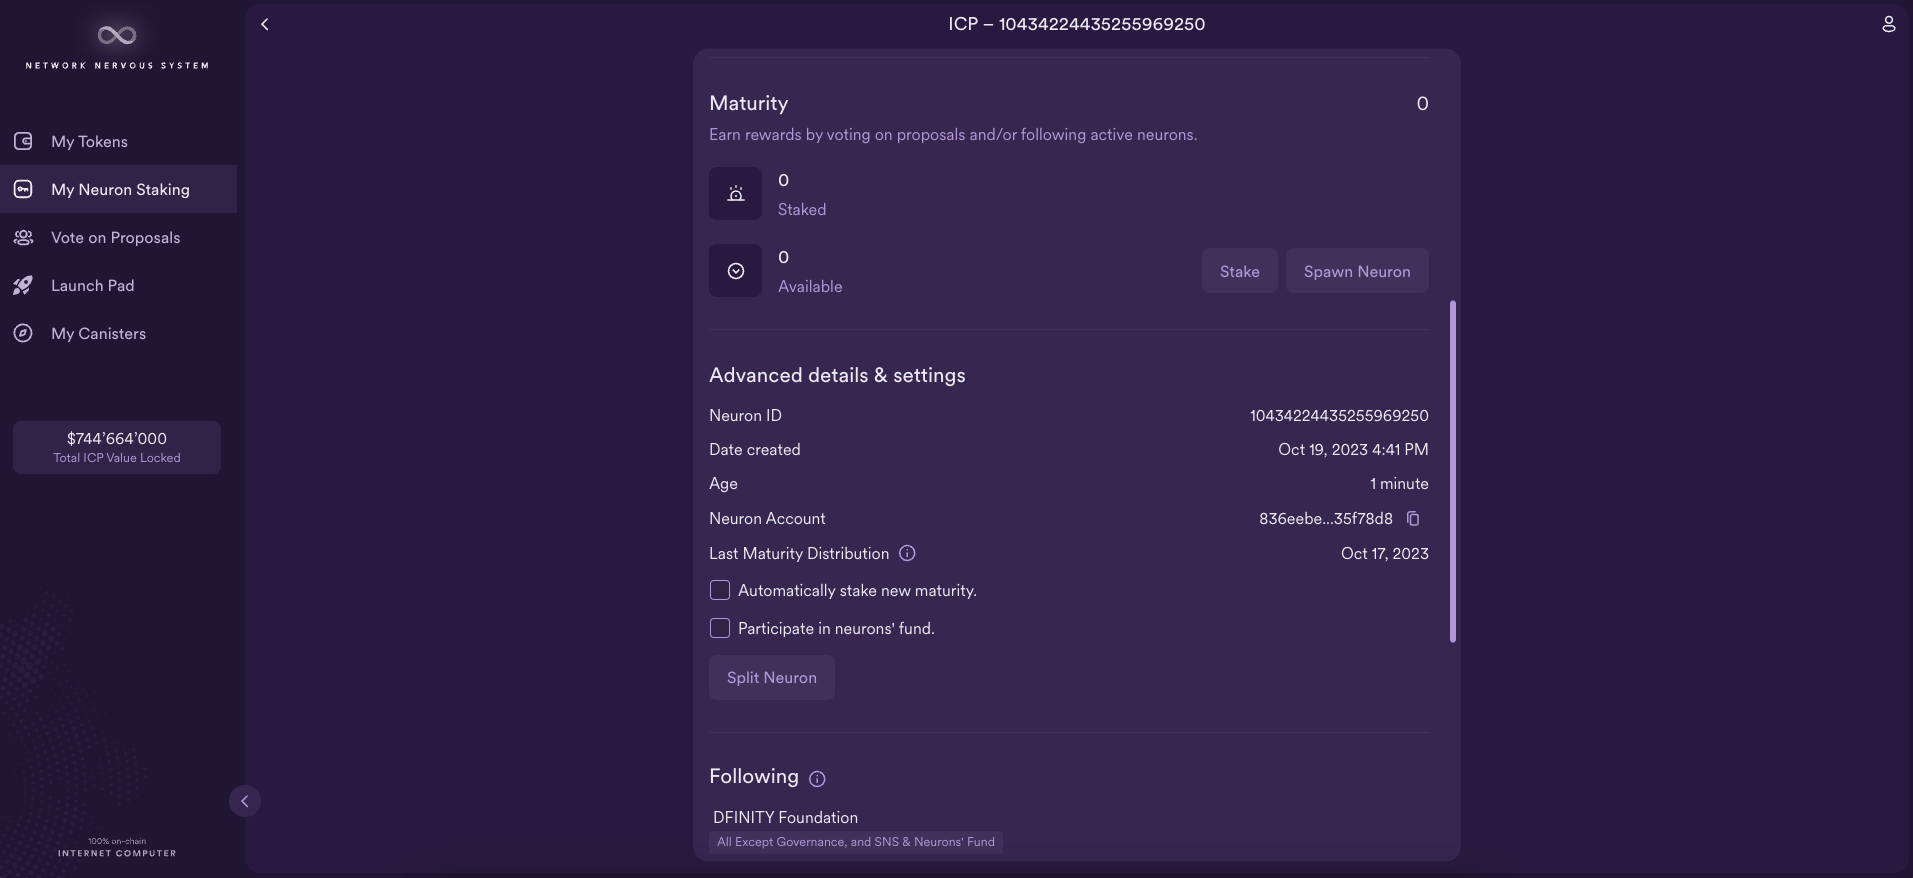 NETWORK NERVOUS SYSTEM
My Tokens
My Neuron Staking
Vote on Proposals
Launch Pad
My Canisters
$744’664’000
Total ICP Value Locked
100% on-chain
INTERNET COMPUTER
ICP – 10434224435255969250
Maturity 0
Earn rewards by voting on proposals and/or following active neurons.
0
Staked
0
Available
Stake Spawn Neuron
Advanced details & settings
Neuron ID 10434224435255969250
Date created Oct 19, 2023 4:41 PM
Age 1 minute
Neuron Account 836eebe...35f78d8
Last Maturity Distribution Oct 17, 2023
Automatically stake new maturity.
Participate in neurons' fund.
Split Neuron
Following
DFINITY Foundation
All Except Governance, and SNS & Neurons' Fund